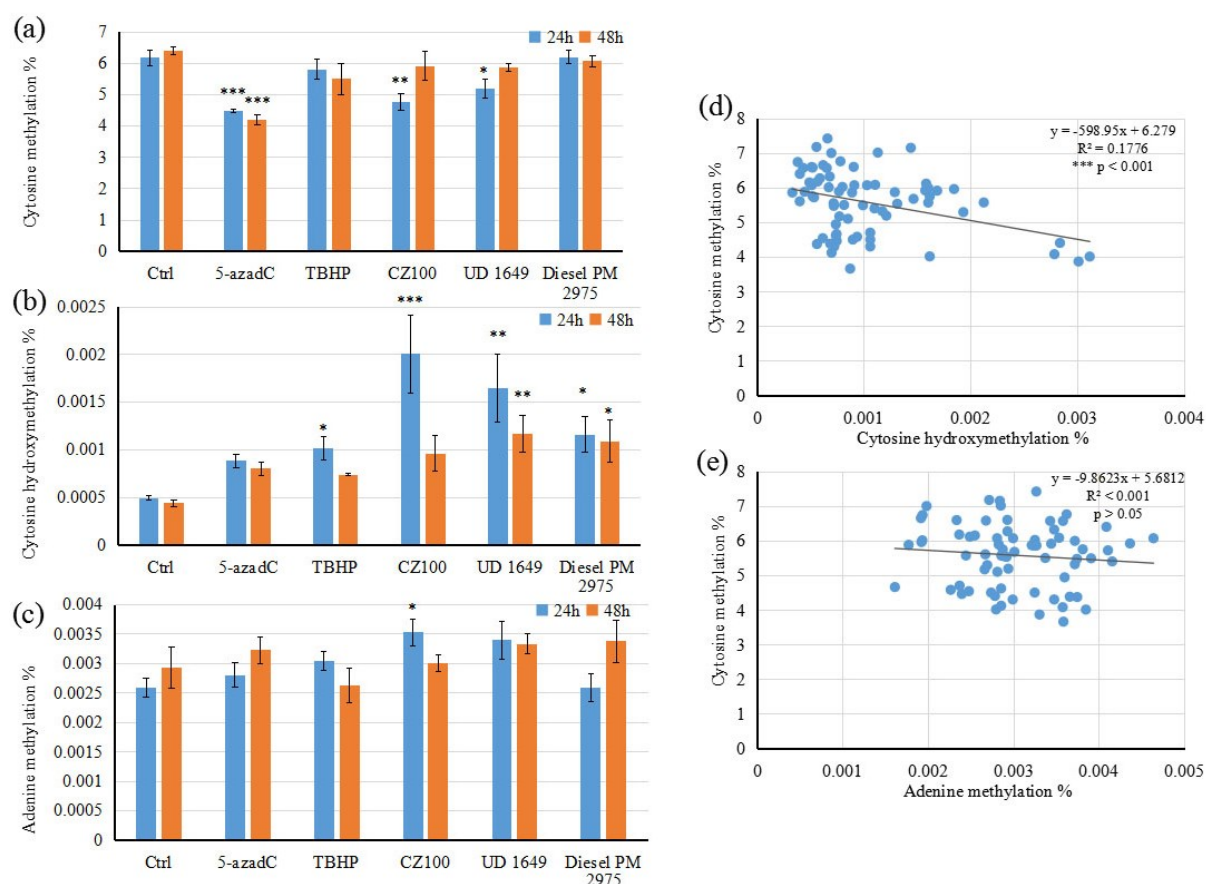 (a)
Cytosine methylation %
7
6
5
4
3
2
1
0
24h 48h
*** ***
**
*
Ctrl 5-azadC TBHP CZ100 UD 1649 Diesel PM
2975
(b)
Cytosine hydroxymethylation %
0.0025
0.002
0.0015
0.001
0.0005
0
24h 48h
*
***
**
**
*
*
Ctrl 5-azadC TBHP CZ100 UD 1649 Diesel PM
2975
(c)
Adenine methylation %
0.004
0.0035
0.003
0.0025
0.002
0.0015
0.001
0.0005
0
24h 48h
*
Ctrl 5-azadC TBHP CZ100 UD 1649 Diesel PM
2975
(d)
Cytosine methylation %
8
7
6
5
4
3
2
1
0
y = -598.95x + 6.279
R² = 0.1776
*** p < 0.001
0 0.001 0.002 0.003 0.004
Cytosine hydroxymethylation %
(e)
Cytosine methylation %
8
7
6
5
4
3
2
1
0
y = -9.8623x + 5.6812
R² < 0.001
p > 0.05
0 0.001 0.002 0.003 0.004 0.005
Adenine methylation %